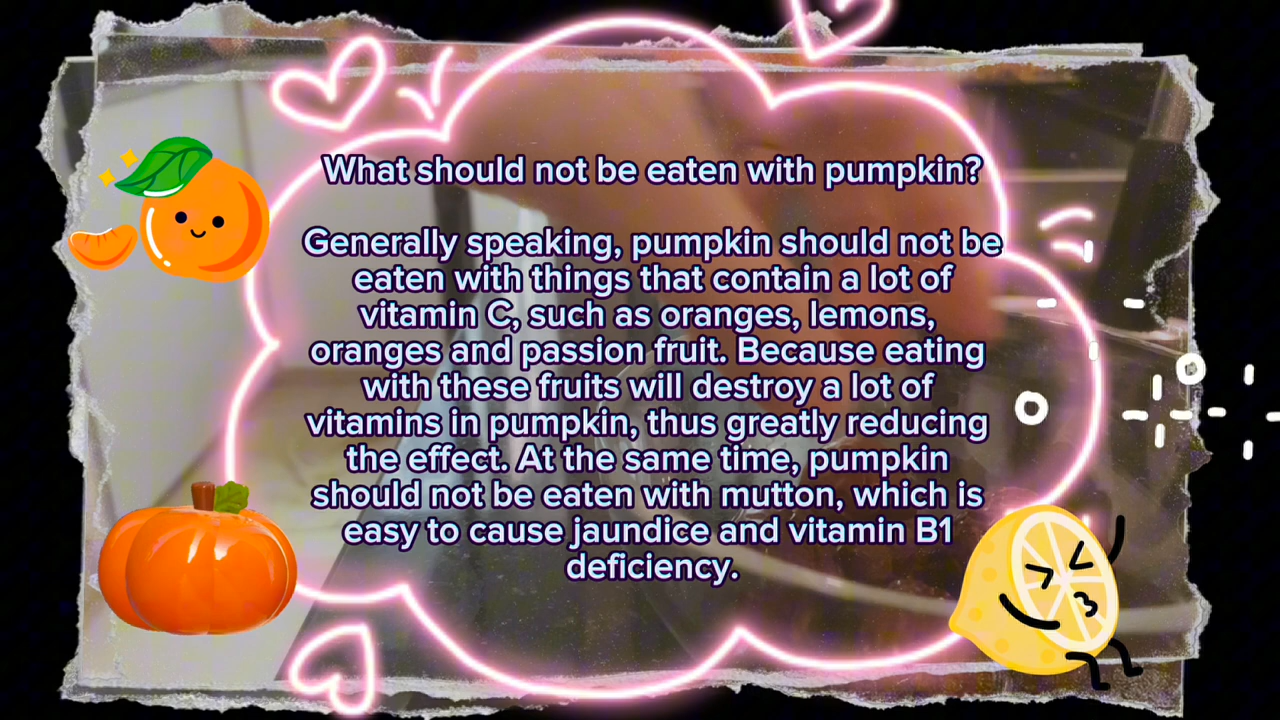 What should not be eaten with pumpkin?
Generally speaking, pumpkin should not be
eaten with things that contain a lot of
vitamin C, such as oranges, lemons,
oranges and passion fruit. Because eating
with these fruits will destroy a lot of
vitamins in pumpkin, thus greatly reducing
the effect. At the same time, pumpkin
should not be eaten with mutton, which is
easy to cause jaundice and vitamin B1
deficiency.